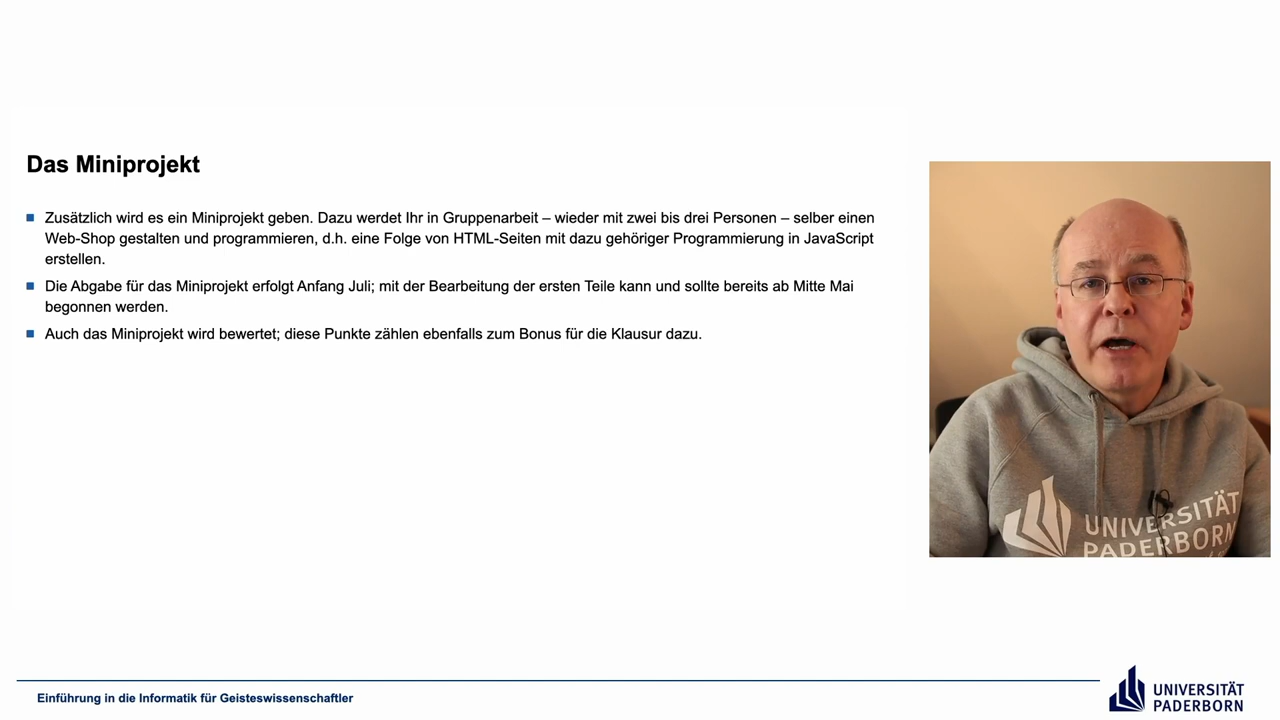 Das Miniprojekt
Zusätzlich wird es ein Miniprojekt geben. Dazu werdet Ihr in Gruppenarbeit – wieder mit zwei bis drei Personen – selber einen
Web-Shop gestalten und programmieren, d.h. eine Folge von HTML-Seiten mit dazu gehöriger Programmierung in JavaScript
erstellen.
Die Abgabe für das Miniprojekt erfolgt Anfang Juli; mit der Bearbeitung der ersten Teile kann und sollte bereits ab Mitte Mai
begonnen werden.
Auch das Miniprojekt wird bewertet; diese Punkte zählen ebenfalls zum Bonus für die Klausur dazu.
UNIVERSITÄT
PADERBORN
Einführung in die Informatik für Geisteswissenschaftler
UNIVERSITÄT
PADERBORN